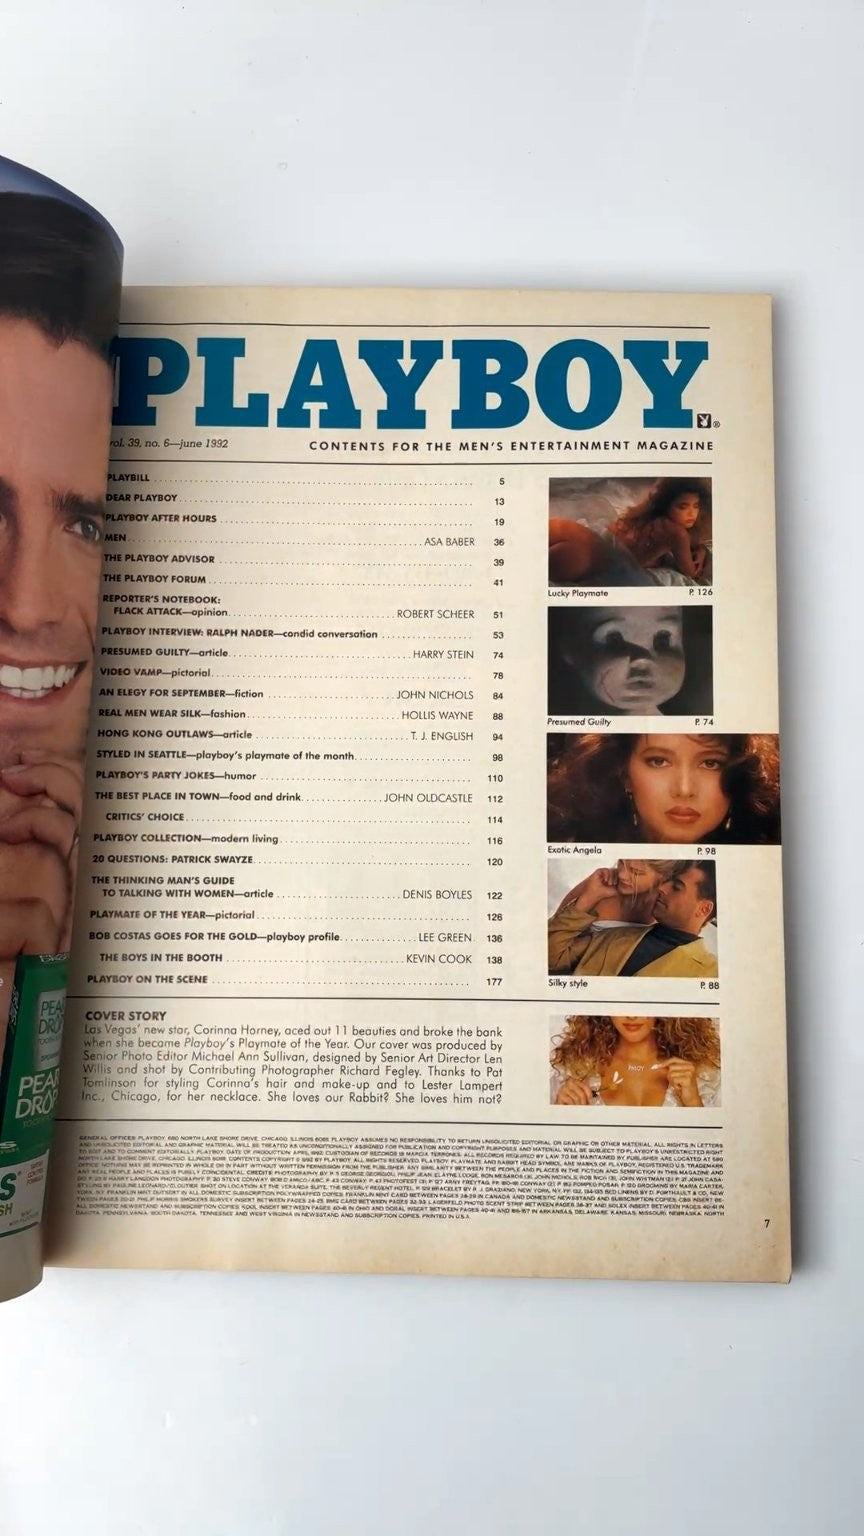 PLAYBOY
vol. 39, no. 6—june 1992
CONTENTS FOR THE MEN'S ENTERTAINMENT MAGAZINE
PLAYBILL 5
DEAR PLAYBOY 13
PLAYBOY AFTER HOURS 19
MEN ASA BABER 36
THE PLAYBOY ADVISOR 39
THE PLAYBOY FORUM 41
REPORTER'S NOTEBOOK:
FLACK ATTACK—opinion ROBERT SCHEER 51
PLAYBOY INTERVIEW: RALPH NADER—candid conversation 53
PRESUMED GUILTY—article HARRY STEIN 74
VIDEO VAMP—pictorial 78
AN ELEGY FOR SEPTEMBER—fiction JOHN NICHOLS 84
REAL MEN WEAR SILK—fashion HOLLIS WAYNE 88
HONG KONG OUTLAWS—article T. J. ENGLISH 94
STYLED IN SEATTLE—playboy's playmate of the month 98
PLAYBOY'S PARTY JOKES—humor 110
THE BEST PLACE IN TOWN—food and drink JOHN OLDCASTLE 112
CRITICS' CHOICE 114
PLAYBOY COLLECTION—modern living 116
20 QUESTIONS: PATRICK SWAYZE 120
THE THINKING MAN'S GUIDE
TO TALKING WITH WOMEN—article DENIS BOYLES 122
PLAYMATE OF THE YEAR—pictorial 126
BOB COSTAS GOES FOR THE GOLD—playboy profile LEE GREEN 136
THE BOYS IN THE BOOTH KEVIN COOK 138
PLAYBOY ON THE SCENE 177
Lucky Playmate P. 126
Presumed Guilty P. 74
Exotic Angela P. 98
Silky style P. 88
COVER STORY
Las Vegas' new star, Corinna Harney, aced out 11 beauties and broke the bank
when she became Playboy's Playmate of the Year. Our cover was produced by
Senior Photo Editor Michael Ann Sullivan, designed by Senior Art Director Len
Willis and shot by Contributing Photographer Richard Fegley. Thanks to Pat
Tomlinson for styling Corinna's hair and make-up and to Lester Lampert
Inc., Chicago, for her necklace. She loves our Rabbit? She loves him not?
7
PEAR
DROP